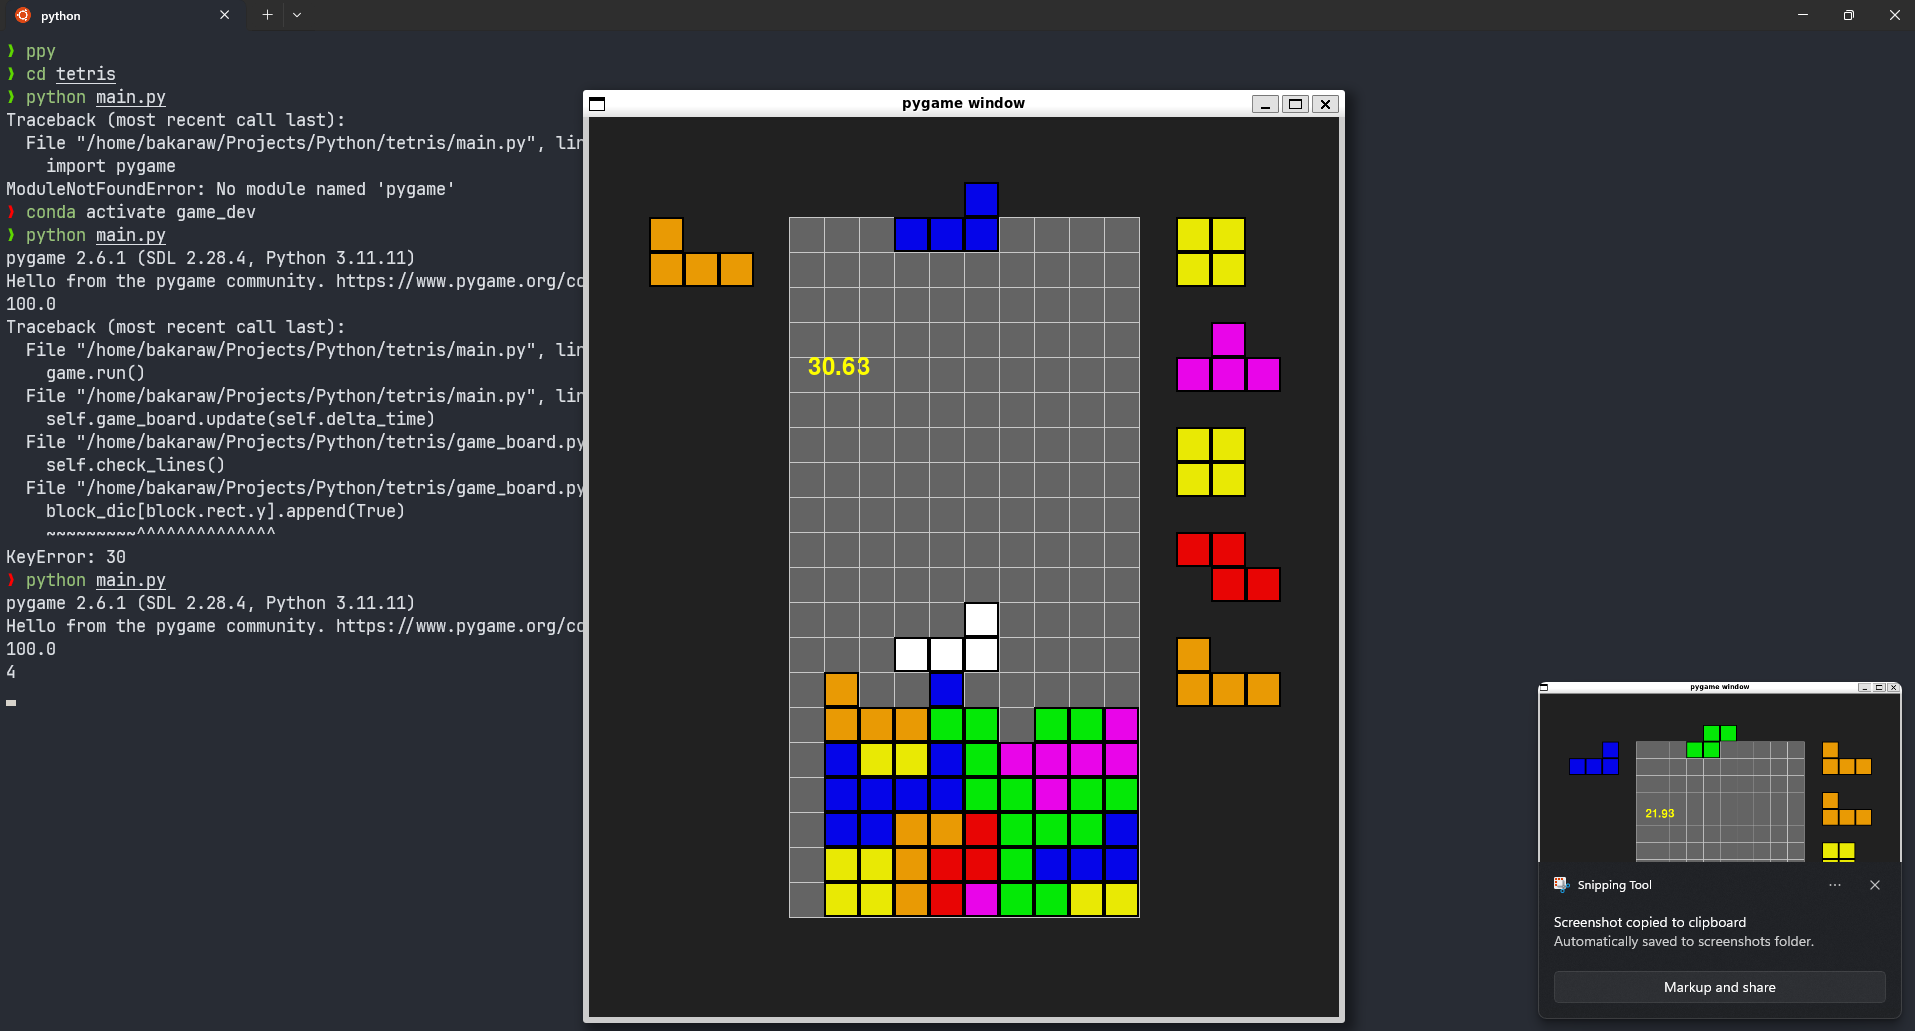 python
❱ ppy
❱ cd tetris
❱ python main.py
Traceback (most recent call last):
File "/home/bakaraw/Projects/Python/tetris/main.py", lin
import pygame
ModuleNotFoundError: No module named 'pygame'
❱ conda activate game_dev
❱ python main.py
pygame 2.6.1 (SDL 2.28.4, Python 3.11.11)
Hello from the pygame community. https://www.pygame.org/co
100.0
Traceback (most recent call last):
File "/home/bakaraw/Projects/Python/tetris/main.py", lin
game.run()
File "/home/bakaraw/Projects/Python/tetris/main.py", lin
self.game_board.update(self.delta_time)
File "/home/bakaraw/Projects/Python/tetris/game_board.py
self.check_lines()
File "/home/bakaraw/Projects/Python/tetris/game_board.py
block_dic[block.rect.y].append(True)
~~~~~~~~~^^^^^^^^^^^^^^
KeyError: 30
❱ python main.py
pygame 2.6.1 (SDL 2.28.4, Python 3.11.11)
Hello from the pygame community. https://www.pygame.org/co
100.0
4
pygame window
30.63
pygame window
21.93
Snipping Tool
Screenshot copied to clipboard
Automatically saved to screenshots folder.
Markup and share